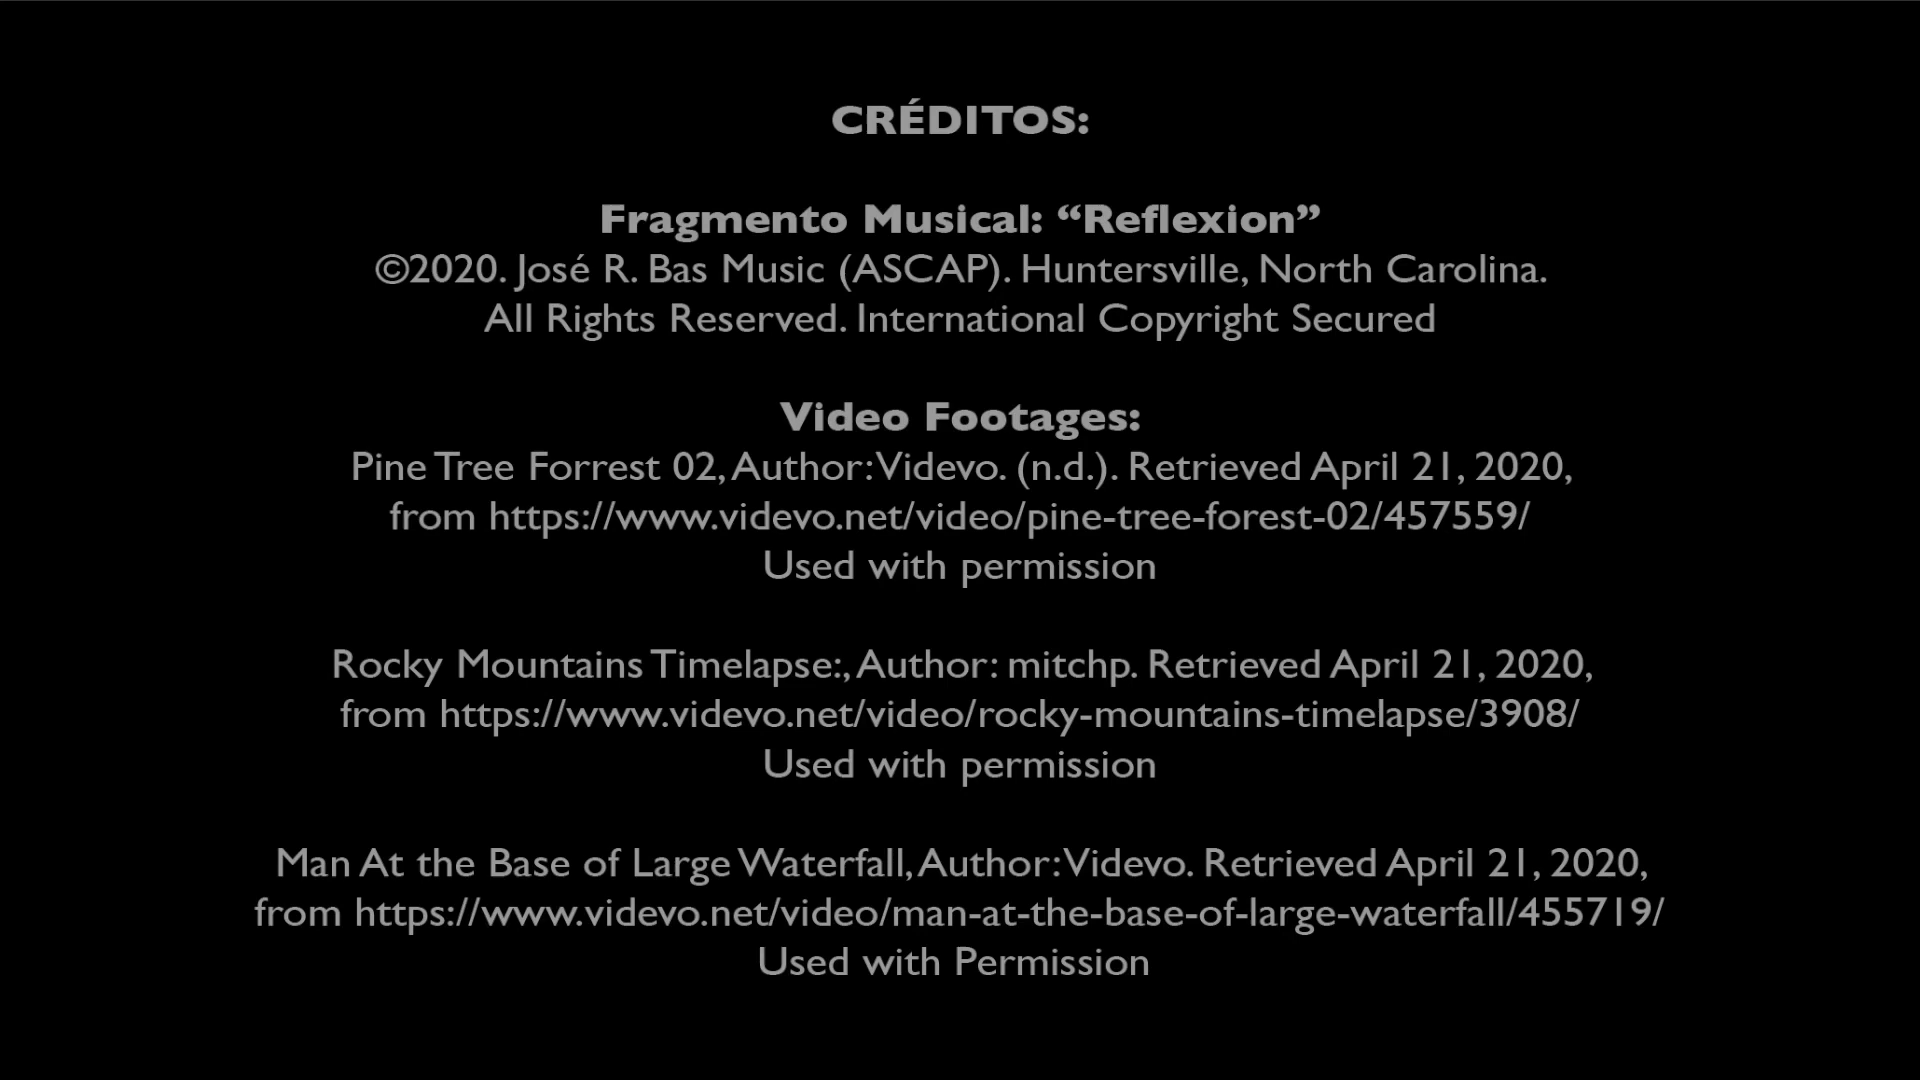 CRÉDITOS:
Fragmento Musical: “Reflexion”
©2020. José R. Bas Music (ASCAP). Huntersville, North Carolina.
All Rights Reserved. International Copyright Secured
Video Footages:
Pine Tree Forrest 02, Author: Videvo. (n.d.). Retrieved April 21, 2020,
from https://www.videvo.net/video/pine-tree-forest-02/457559/
Used with permission
Rocky Mountains Timelapse:, Author: mitchp. Retrieved April 21, 2020,
from https://www.videvo.net/video/rocky-mountains-timelapse/3908/
Used with permission
Man At the Base of Large Waterfall, Author: Videvo. Retrieved April 21, 2020,
from https://www.videvo.net/video/man-at-the-base-of-large-waterfall/455719/
Used with Permission